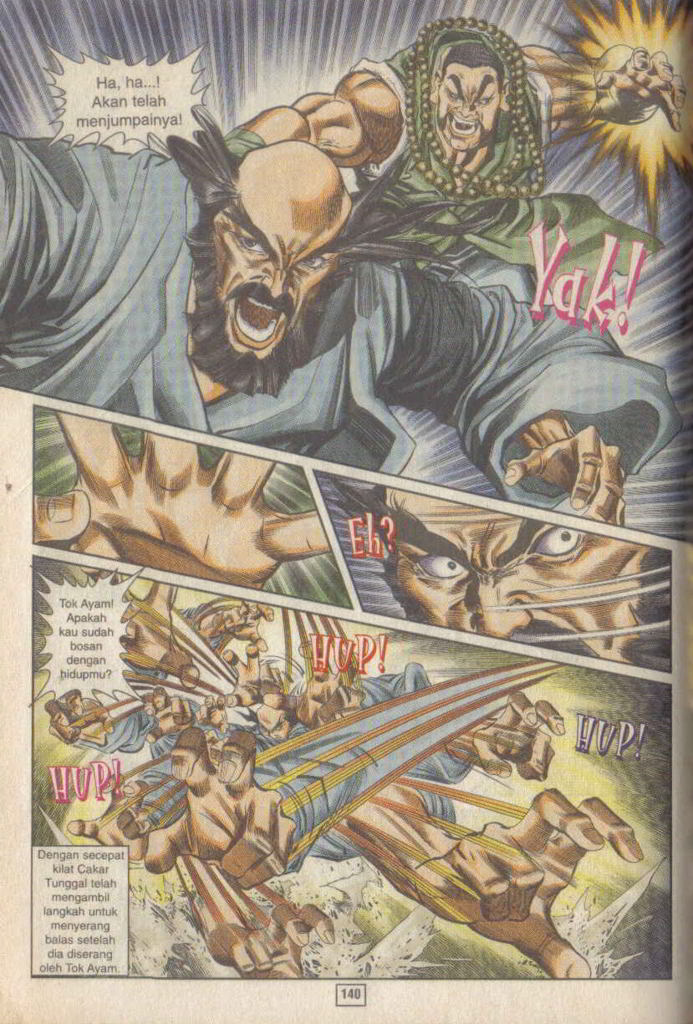 Ha, ha...!
Akan telah
menjumpainya!
Yak!
Eh?
Tok Ayam!
Apakah
kau sudah
bosan
dengan
hidupmu?
HUP!
HUP!
HUP!
Dengan secepat
kilat Cakar
Tunggal telah
mengambil
langkah untuk
menyerang
balas setelah
dia diserang
oleh Tok Ayam.
140